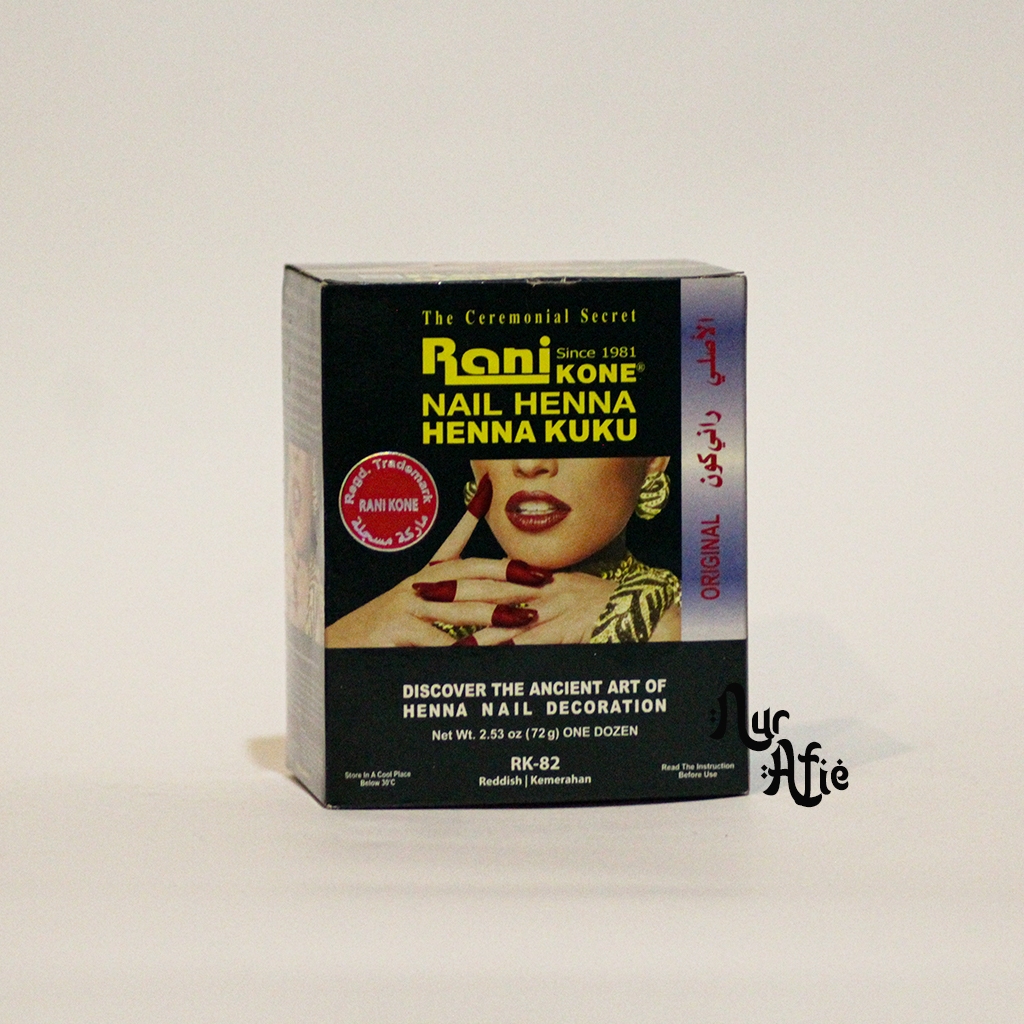 The Ceremonial Secret
Rani Since 1981
KONE®
NAIL HENNA
HENNA KUKU
Regd. Trademark
RANI KONE
ماركة مسجلة
ORIGINAL راني كون الأصلي
DISCOVER THE ANCIENT ART OF
HENNA NAIL DECORATION
Net Wt. 2.53 oz (72 g) ONE DOZEN
RK-82
Reddish | Kemerahan
Store In A Cool Place
Below 30°C
Read The Instruction
Before Use
Nur
Afie